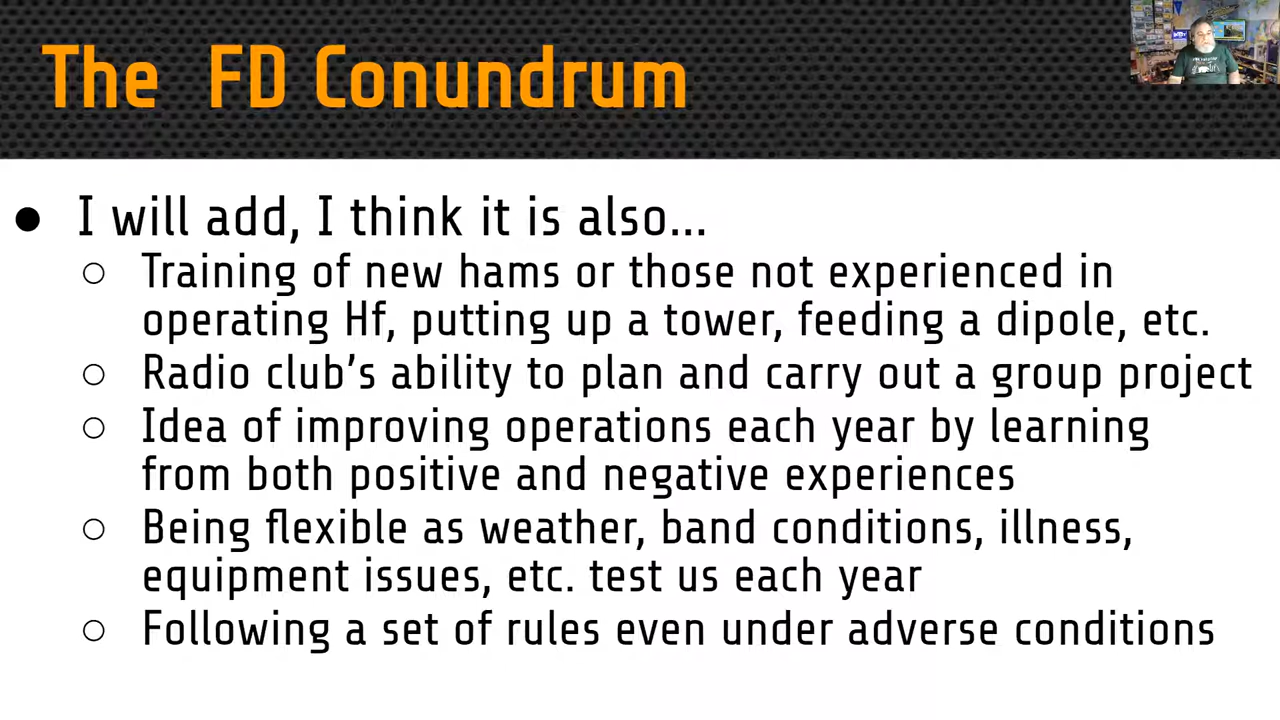 The FD Conundrum
● I will add, I think it is also...
○ Training of new hams or those not experienced in
operating Hf, putting up a tower, feeding a dipole, etc.
○ Radio club's ability to plan and carry out a group project
○ Idea of improving operations each year by learning
from both positive and negative experiences
○ Being flexible as weather, band conditions, illness,
equipment issues, etc. test us each year
○ Following a set of rules even under adverse conditions